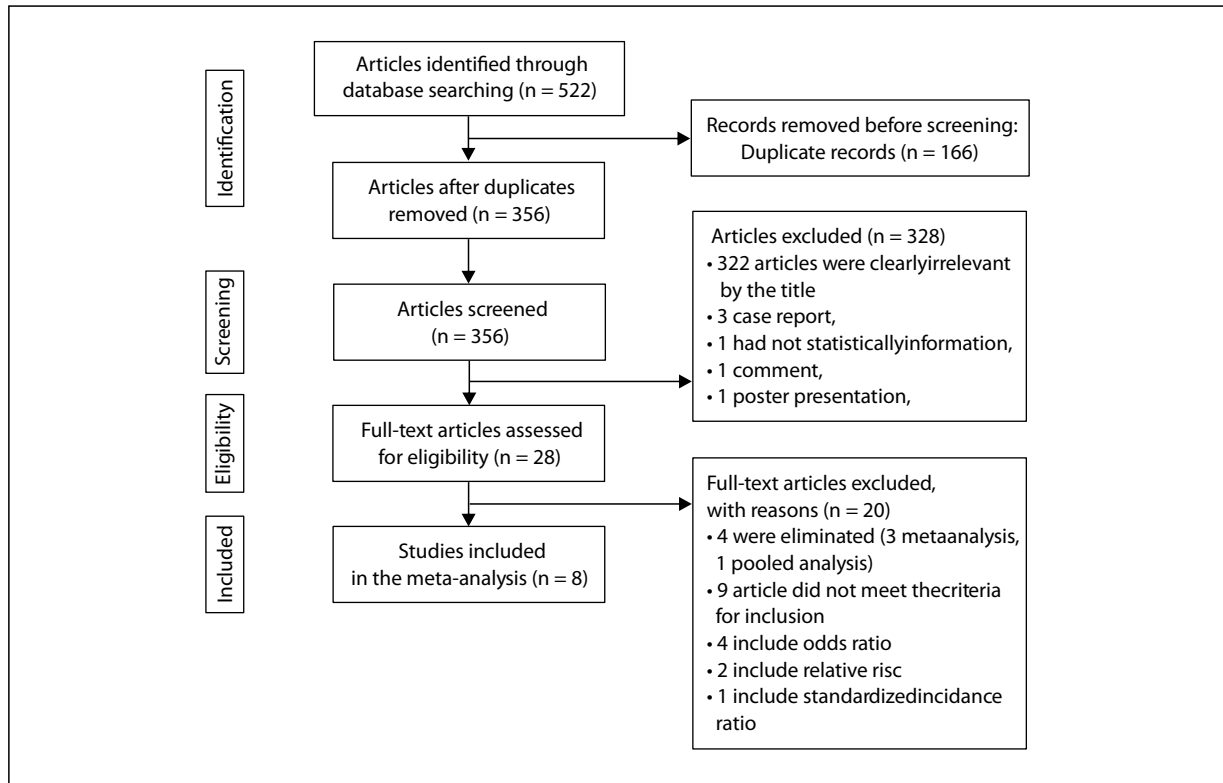 Identification
Articles identified through
database searching (n = 522)
Records removed before screening:
Duplicate records (n = 166)
Articles after duplicates
removed (n = 356)
Screening
Articles screened
(n = 356)
Articles excluded (n = 328)
• 322 articles were clearlyirrelevant
by the title
• 3 case report,
• 1 had not statisticallyinformation,
• 1 comment,
• 1 poster presentation,
Eligibility
Full-text articles assessed
for eligibility (n = 28)
Full-text articles excluded,
with reasons (n = 20)
• 4 were eliminated (3 metaanalysis,
1 pooled analysis)
• 9 article did not meet thecriteria
for inclusion
• 4 include odds ratio
• 2 include relative risc
• 1 include standardizedincidance
ratio
Included
Studies included
in the meta-analysis (n = 8)